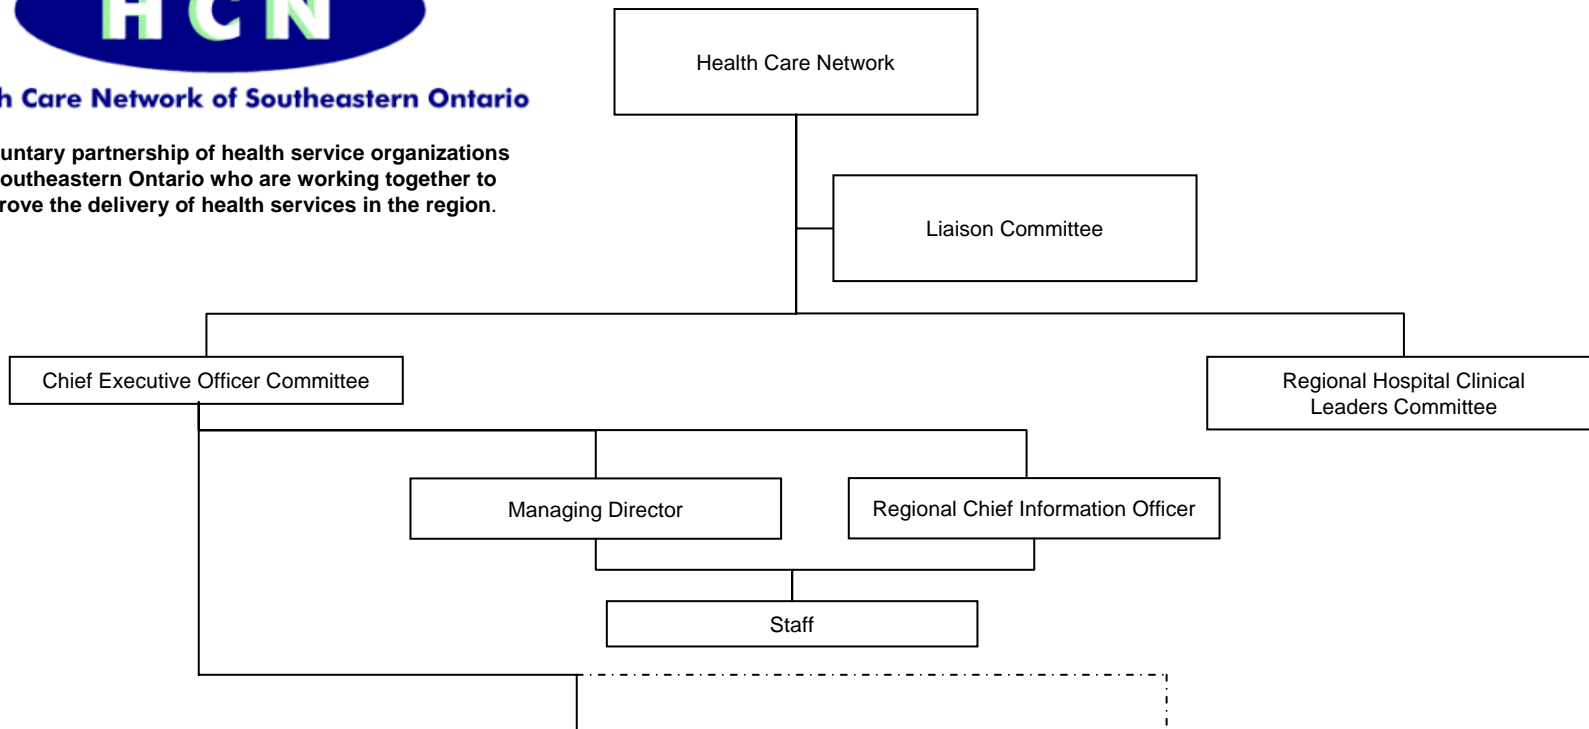 HCN
h Care Network of Southeastern Ontario
untary partnership of health service organizations
outheastern Ontario who are working together to
rove the delivery of health services in the region.
Health Care Network
Liaison Committee
Chief Executive Officer Committee
Regional Hospital Clinical
Leaders Committee
Managing Director
Regional Chief Information Officer
Staff